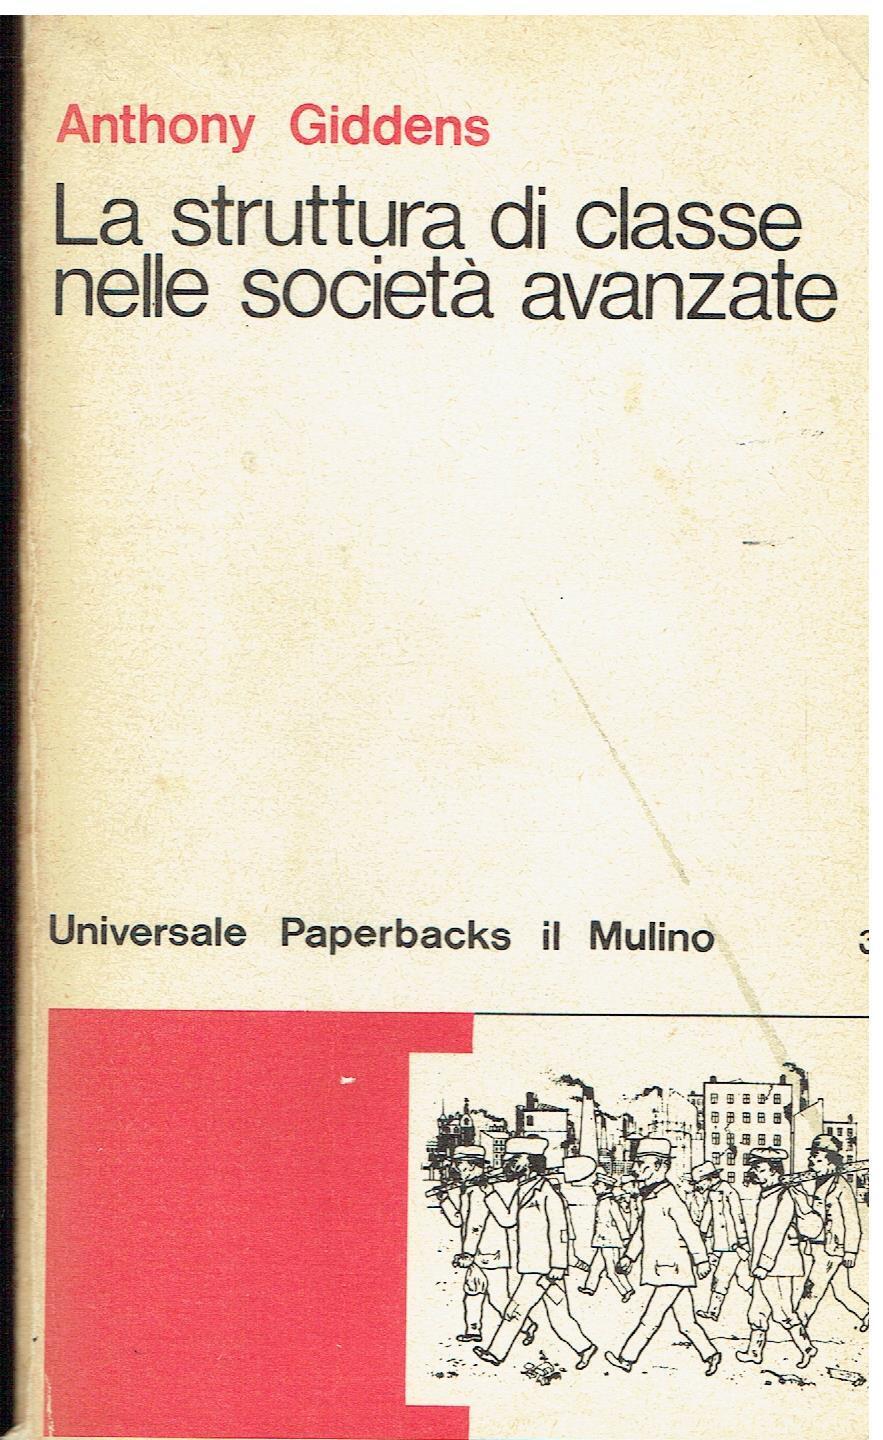 Anthony Giddens
La struttura di classe
nelle società avanzate
Universale Paperbacks il Mulino